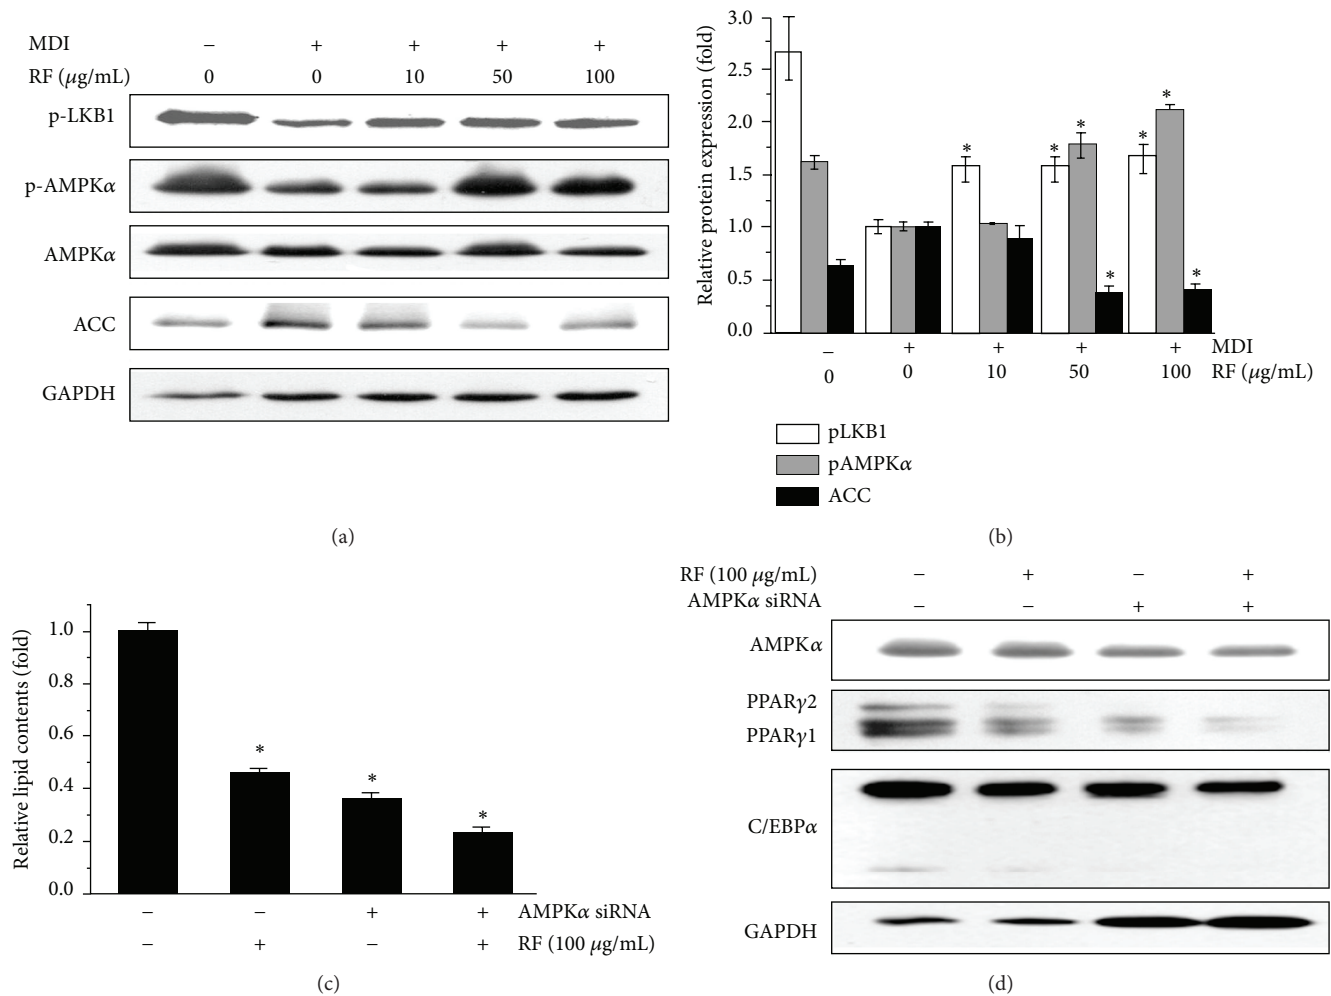 MDI − + + + +
RF (μg/mL) 0 0 10 50 100
p-LKB1
p-AMPKα
AMPKα
ACC
GAPDH
(a)
Relative protein expression (fold)
3.0
2.5
2.0
1.5
1.0
0.5
0.0
* * * * * * *
− + + + + MDI
0 0 10 50 100 RF (μg/mL)
pLKB1
pAMPKα
ACC
(b)
Relative lipid contents (fold)
1.0
0.8
0.6
0.4
0.2
0.0
* * *
− − + + AMPKα siRNA
− + − + RF (100 μg/mL)
(c)
RF (100 μg/mL) − + − +
AMPKα siRNA − − + +
AMPKα
PPARγ2
PPARγ1
C/EBPα
GAPDH
(d)